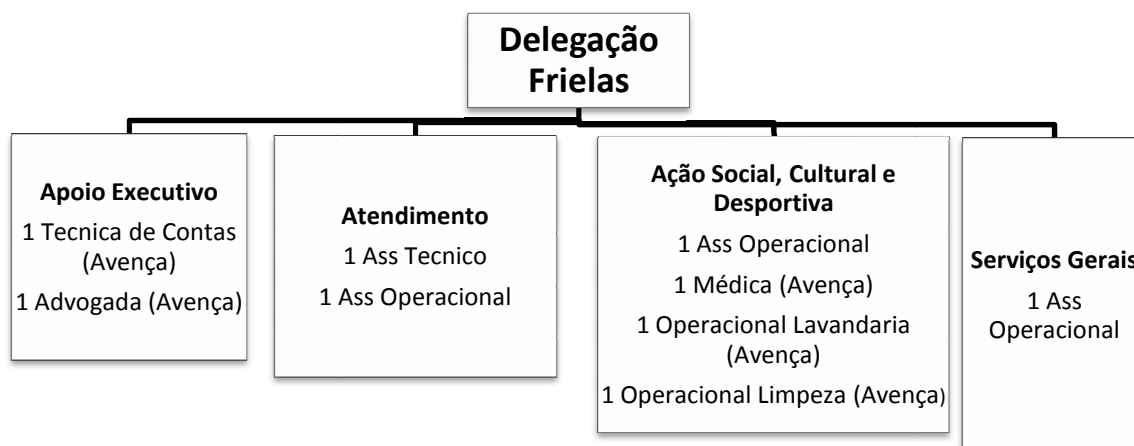 Delegação
Frielas
Apoio Executivo
1 Tecnica de Contas
(Avença)
1 Advogada (Avença)
Atendimento
1 Ass Tecnico
1 Ass Operacional
Ação Social, Cultural e
Desportiva
1 Ass Operacional
1 Médica (Avença)
1 Operacional Lavandaria
(Avença)
1 Operacional Limpeza (Avença)
Serviços Gerais
1 Ass
Operacional